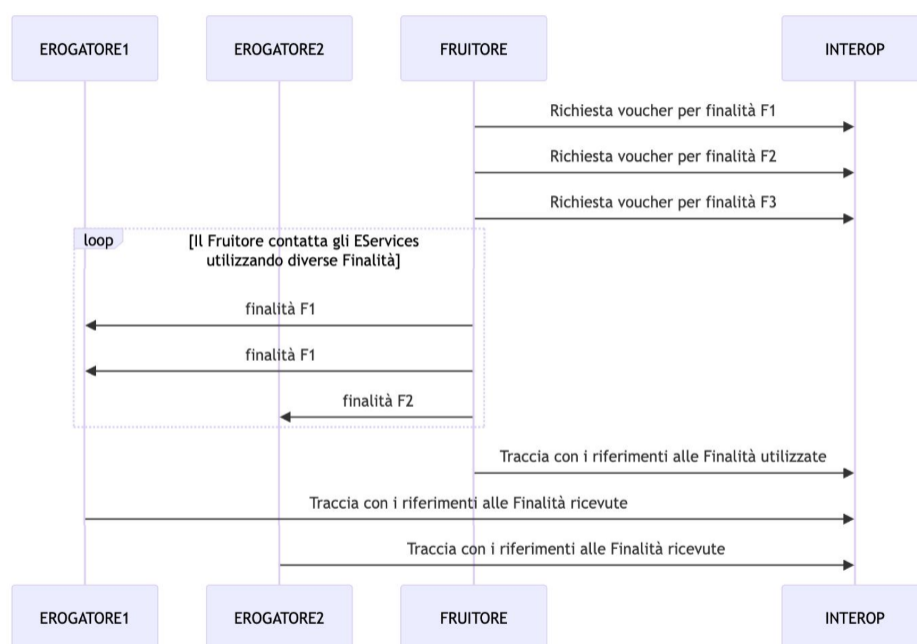 EROGATORE1
EROGATORE2
FRUITORE
INTEROP
Richiesta voucher per finalità F1
Richiesta voucher per finalità F2
Richiesta voucher per finalità F3
loop
[Il Fruitore contatta gli EServices
utilizzando diverse Finalità]
finalità F1
finalità F1
finalità F2
Traccia con i riferimenti alle Finalità utilizzate
Traccia con i riferimenti alle Finalità ricevute
Traccia con i riferimenti alle Finalità ricevute
EROGATORE1
EROGATORE2
FRUITORE
INTEROP